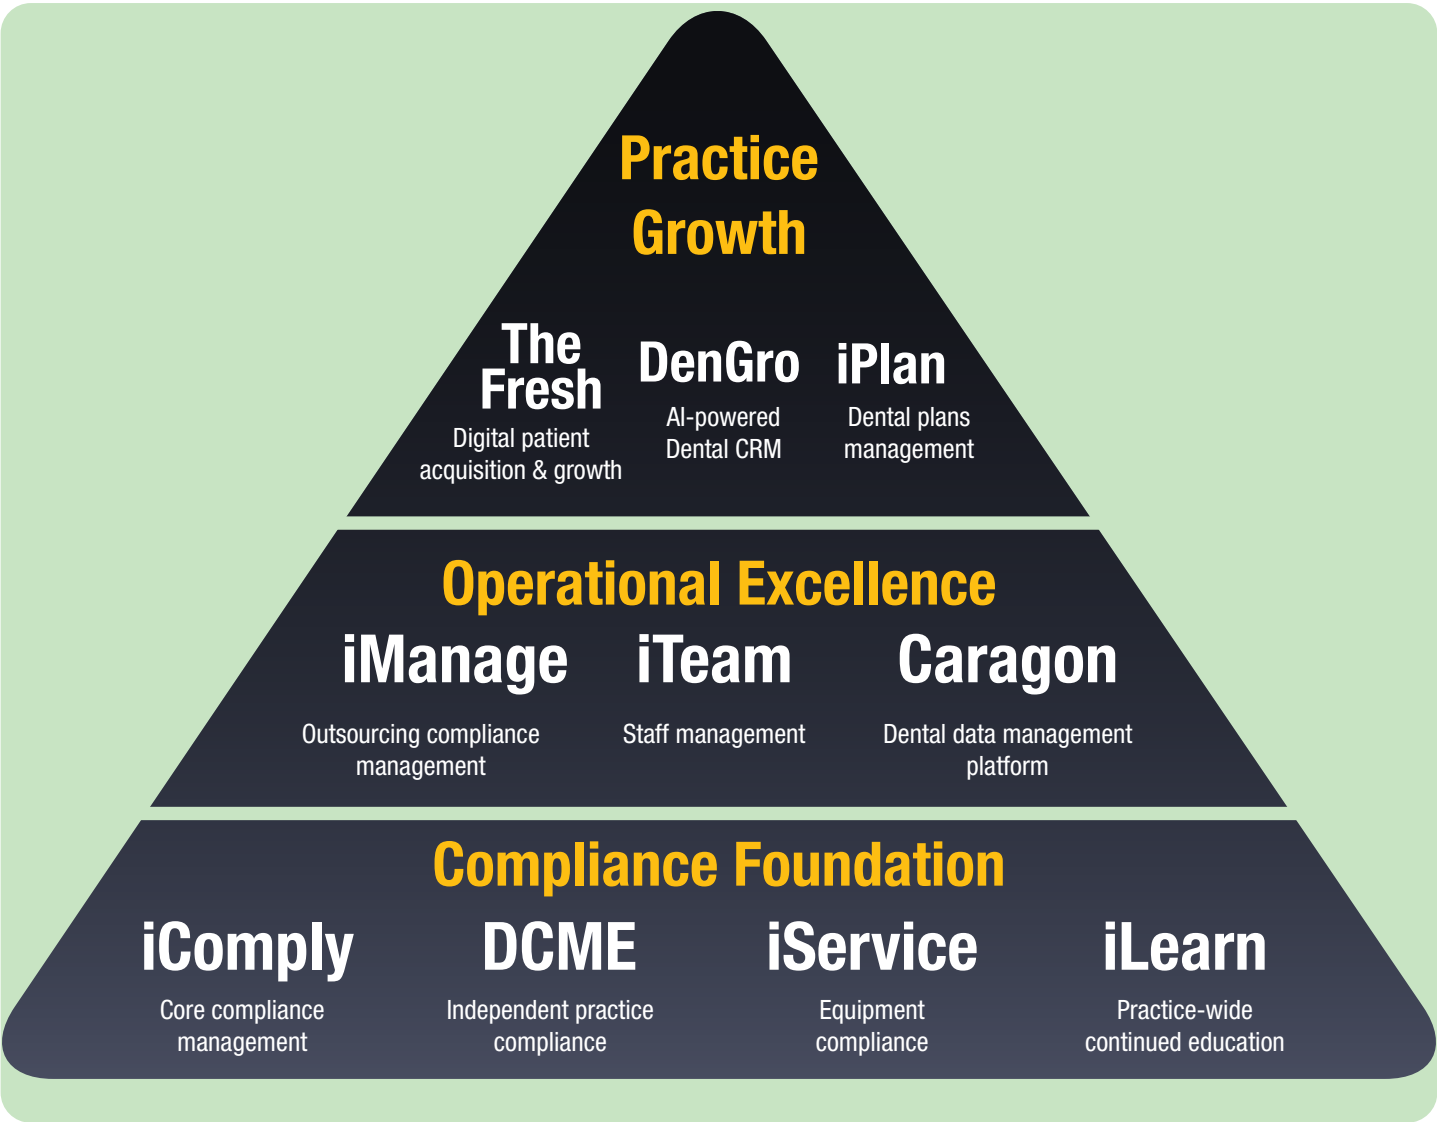 Practice
Growth
The
Fresh
Digital patient
acquisition & growth
DenGro
AI-powered
Dental CRM
iPlan
Dental plans
management
Operational Excellence
iManage
Outsourcing compliance
management
iTeam
Staff management
Caragon
Dental data management
platform
Compliance Foundation
iComply
Core compliance
management
DCME
Independent practice
compliance
iService
Equipment
compliance
iLearn
Practice-wide
continued education